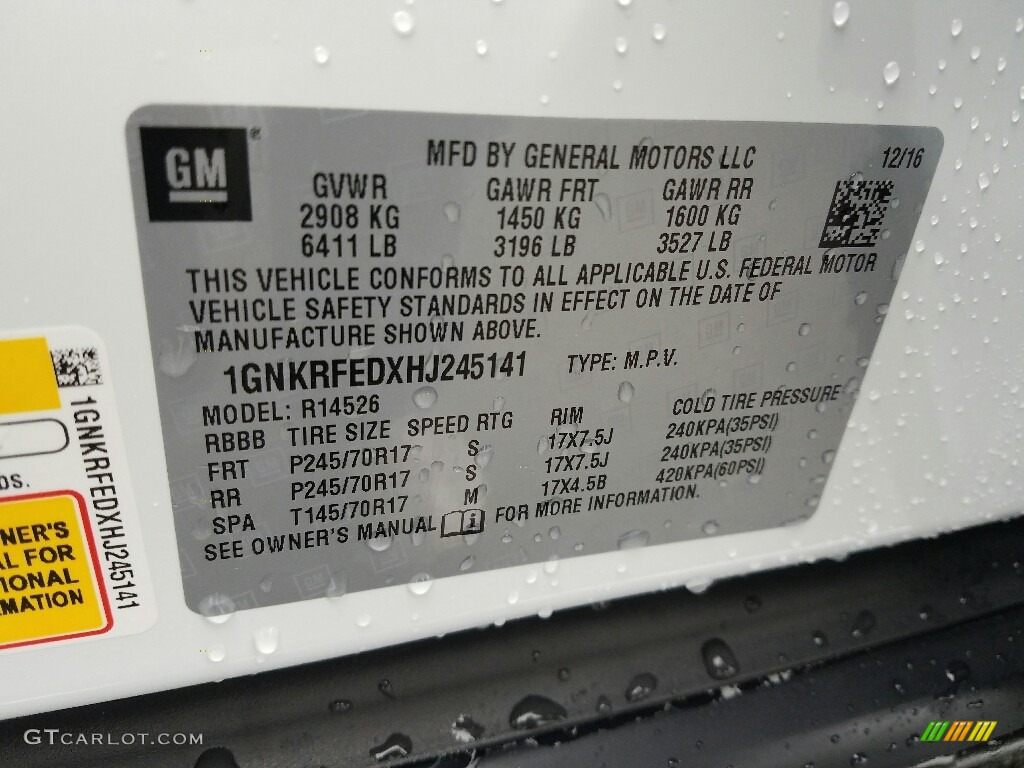 GM®
MFD BY GENERAL MOTORS LLC 12/16
GVWR GAWR FRT GAWR RR
2908 KG 1450 KG 1600 KG
6411 LB 3196 LB 3527 LB
THIS VEHICLE CONFORMS TO ALL APPLICABLE U.S. FEDERAL MOTOR
VEHICLE SAFETY STANDARDS IN EFFECT ON THE DATE OF
MANUFACTURE SHOWN ABOVE.
1GNKRFEDXHJ245141 TYPE: M.P.V.
MODEL: R14526
RBBB TIRE SIZE SPEED RTG RIM COLD TIRE PRESSURE
FRT P245/70R17 S 17X7.5J 240KPA(35PSI)
RR P245/70R17 S 17X7.5J 240KPA(35PSI)
SPA T145/70R17 M 17X4.5B 420KPA(60PSI)
SEE OWNER'S MANUAL FOR MORE INFORMATION.
1GNKRFEDXHJ245141
DS.
NER'S
AL FOR
IONAL
MATION
GTCARLOT.COM